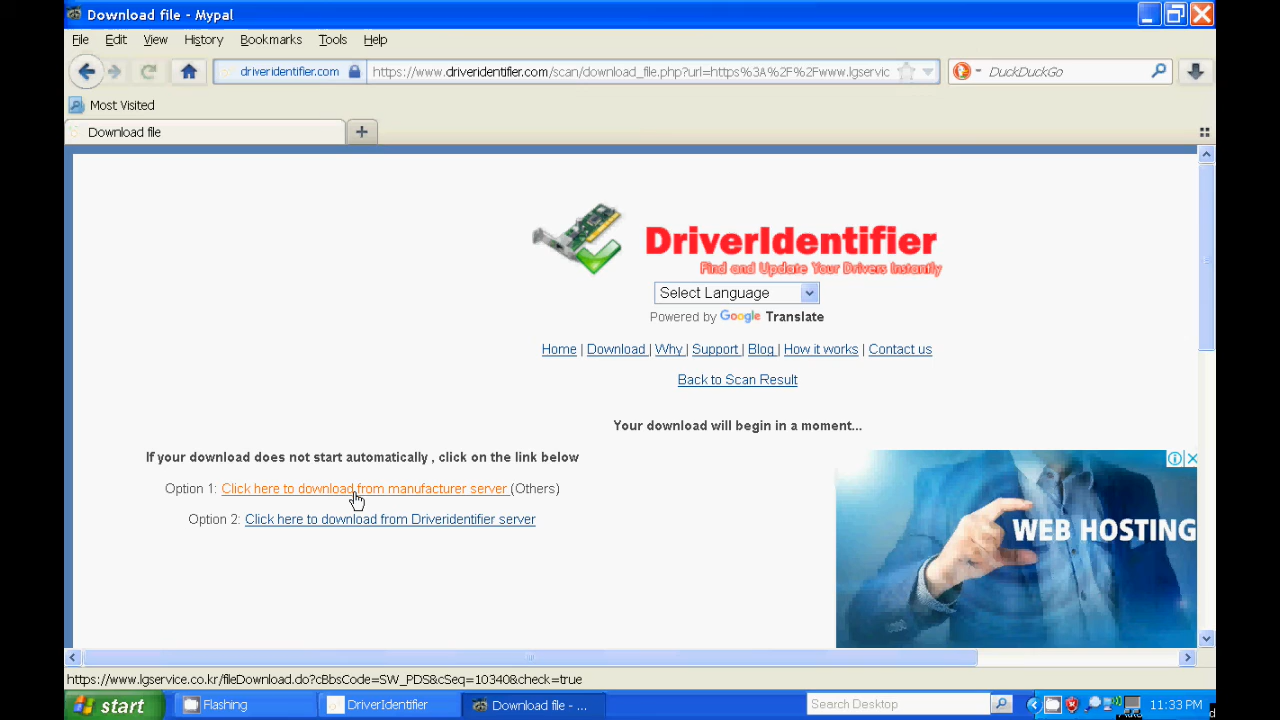 Download file - Mypal
File Edit View History Bookmarks Tools Help
driveridentifier.com https://www.driveridentifier.com/scan/download_file.php?url=https%3A%2F%2Fwww.lgservic DuckDuckGo
Most Visited
Download file
DriverIdentifier
Find and Update Your Drivers Instantly
Select Language
Powered by Google Translate
Home | Download | Why | Support | Blog | How it works | Contact us
Back to Scan Result
Your download will begin in a moment...
If your download does not start automatically , click on the link below
Option 1: Click here to download from manufacturer server (Others)
Option 2: Click here to download from Driveridentifier server
WEB HOSTING
https://www.lgservice.co.kr/fileDownload.do?cBbsCode=SW_PDS&cSeq=10340&check=true
start Flashing DriverIdentifier Download file - ... Search Desktop 11:33 PM